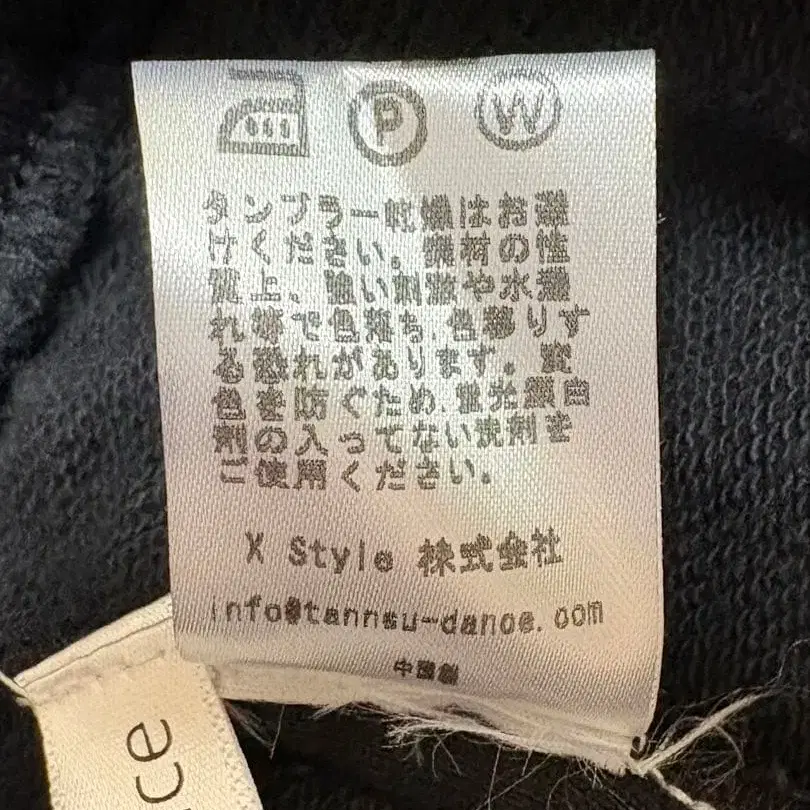 P W
タンブラー乾燥はお避
けください。素材の性
質上、強い刺激や水濡
れ等で色落ち、色移りす
る恐れがあります。変
色を防ぐため、蛍光増白
剤の入ってない洗剤を
ご使用ください。
X Style 株式会社
info@tannsu-dance.com
中国製
ce